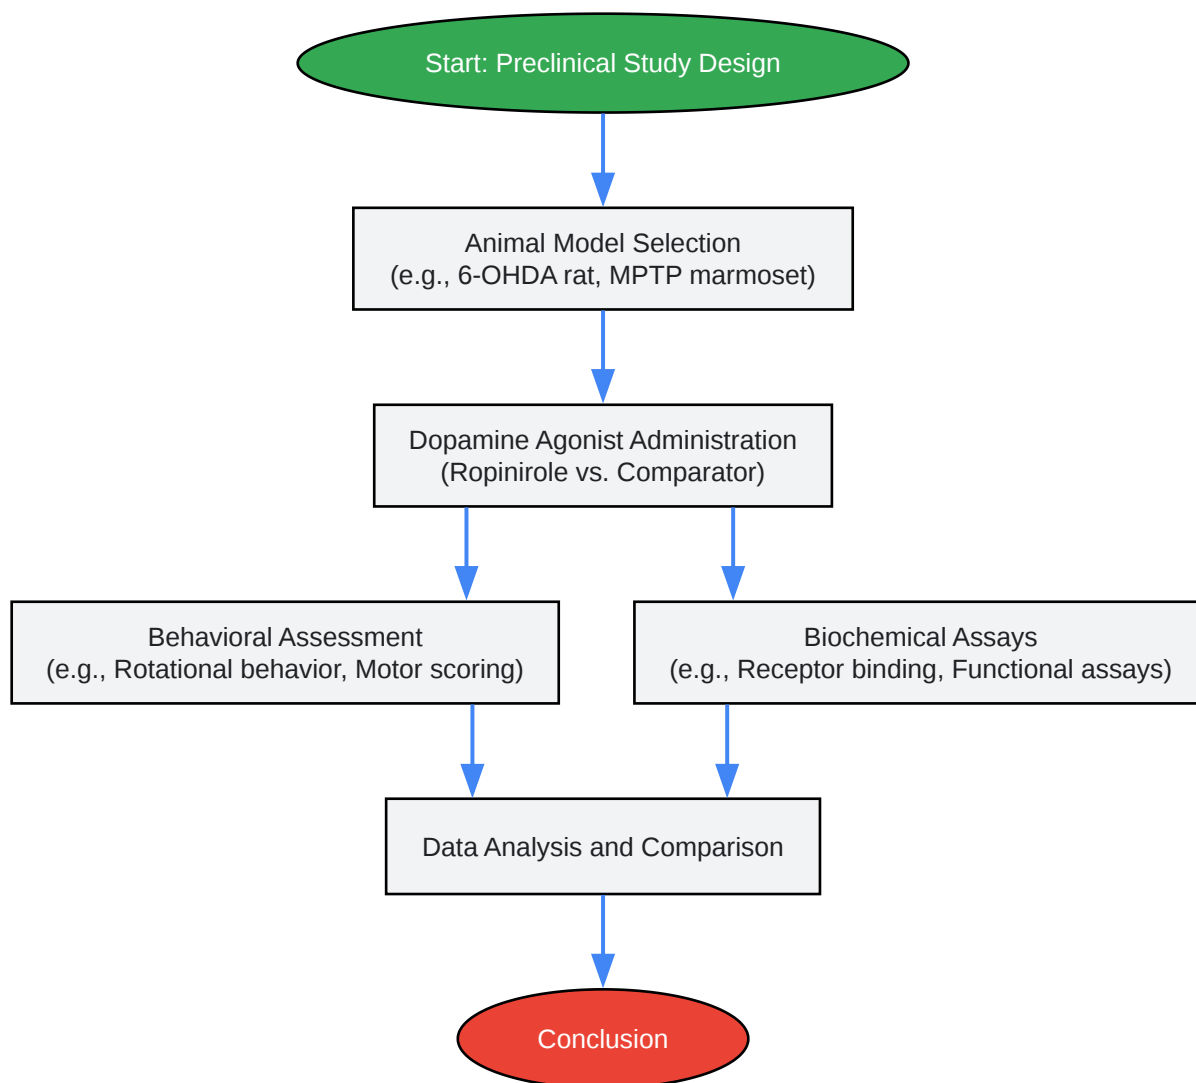 Start: Preclinical Study Design
Animal Model Selection
(e.g., 6-OHDA rat, MPTP marmoset)
Dopamine Agonist Administration
(Ropinirole vs. Comparator)
Behavioral Assessment
(e.g., Rotational behavior, Motor scoring)
Biochemical Assays
(e.g., Receptor binding, Functional assays)
Data Analysis and Comparison
Conclusion